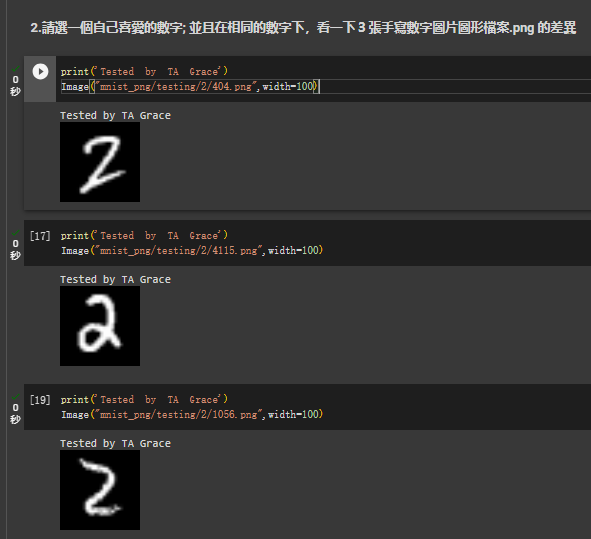 2.請選一個自己喜愛的數字; 並且在相同的數字下，看一下 3 張手寫數字圖片圖形檔案.png 的差異
0
秒
print('Tested by TA Grace')
Image("mnist_png/testing/2/404.png",width=100)
Tested by TA Grace
2
0
秒
[17]
print('Tested by TA Grace')
Image("mnist_png/testing/2/4115.png",width=100)
Tested by TA Grace
2
0
秒
[19]
print('Tested by TA Grace')
Image("mnist_png/testing/2/1056.png",width=100)
Tested by TA Grace
2